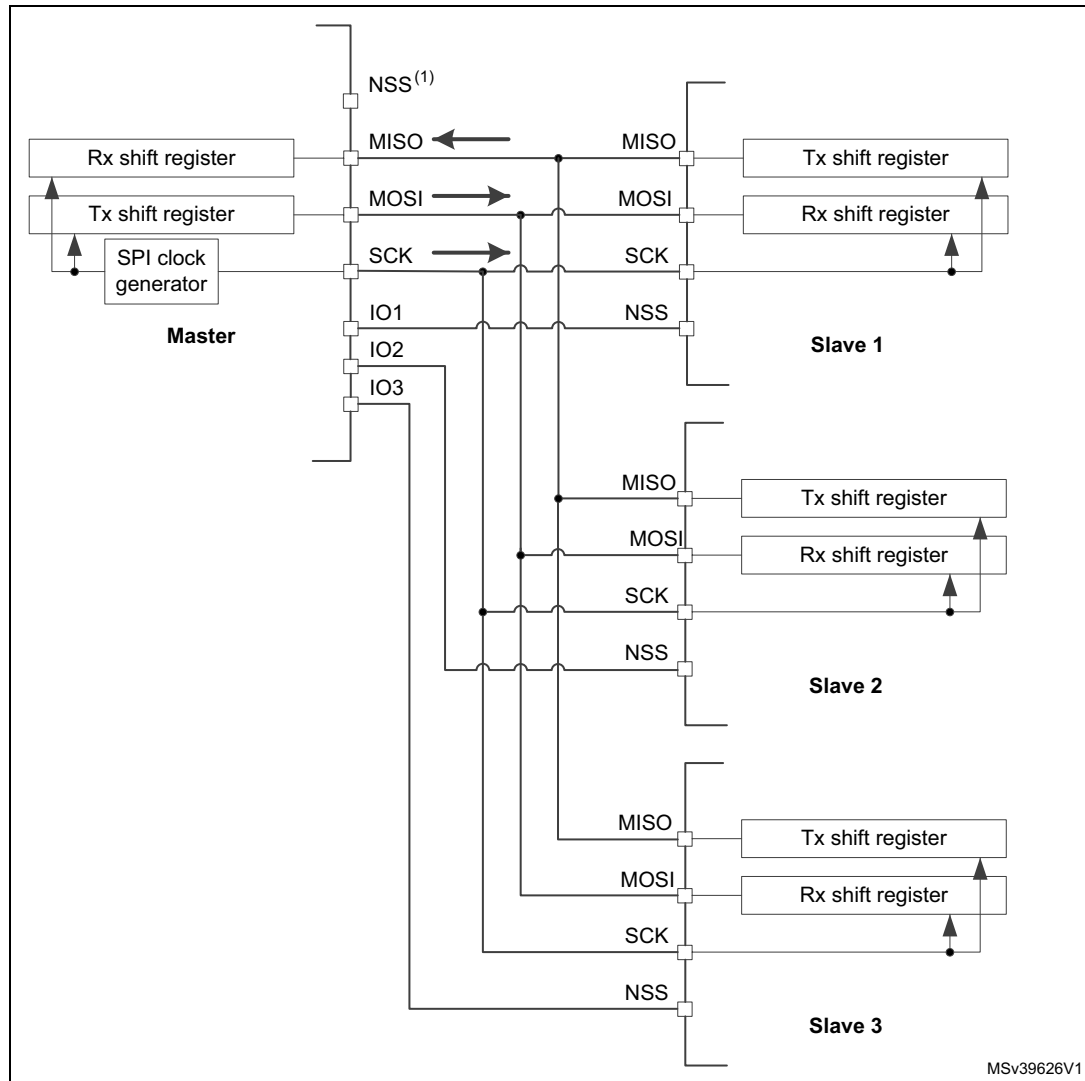 NSS(1)
MISO
MISO
Rx shift register
Tx shift register
MOSI
MOSI
Tx shift register
Rx shift register
SCK
SCK
SPI clock
generator
IO1
NSS
Master
Slave 1
IO2
IO3
MISO
Tx shift register
MOSI
Rx shift register
SCK
NSS
Slave 2
MISO
Tx shift register
MOSI
Rx shift register
SCK
NSS
Slave 3
MSv39626V1